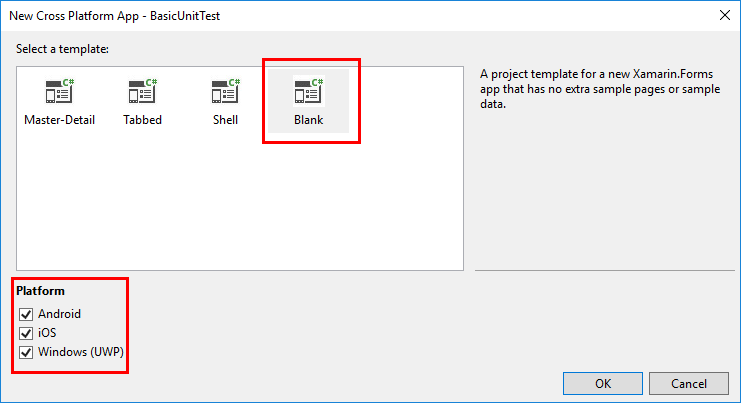 New Cross Platform App - BasicUnitTest
Select a template:
C# C# C# C#
Master-Detail Tabbed Shell Blank
A project template for a new Xamarin.Forms
app that has no extra sample pages or sample
data.
Platform
Android
iOS
Windows (UWP)
OK Cancel